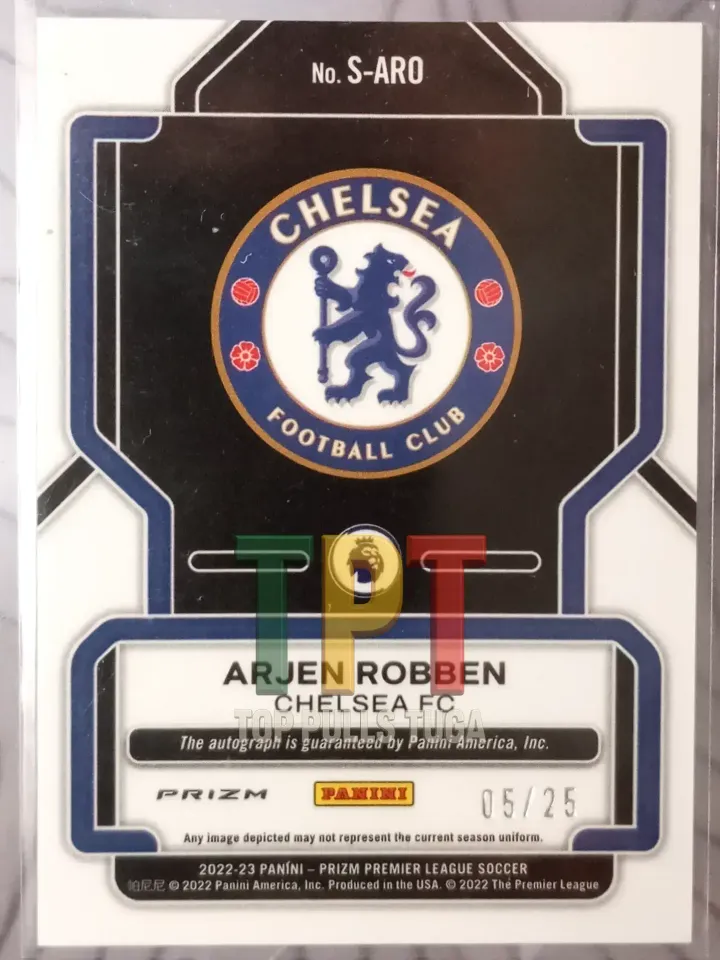 No. S-ARO
CHELSEA
FOOTBALL CLUB
TPT
ARJEN ROBBEN
CHELSEA FC
TOP PULLS TUGA
The autograph is guaranteed by Panini America, Inc.
PRIZM
PANINI
05/25
Any image depicted may not represent the current season uniform.
2022-23 PANINI – PRIZM PREMIER LEAGUE SOCCER
帕尼尼 © 2022 Panini America, Inc. Produced in the USA. © 2022 The Premier League